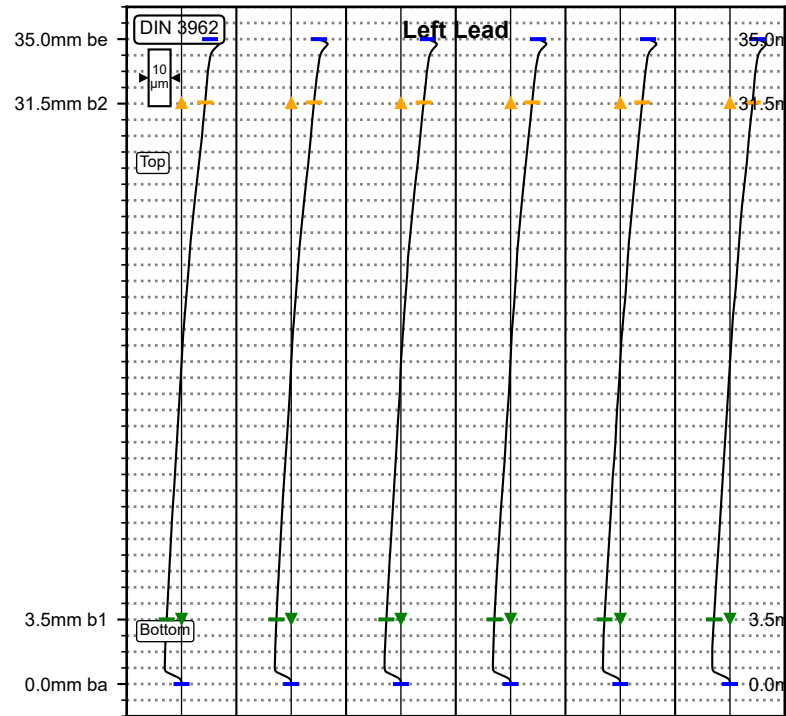 DIN 3962
Left Lead
35.0mm be
35.0m
10
µm
31.5mm b2
31.5m
Top
3.5mm b1
3.5m
Bottom
0.0mm ba
0.0m